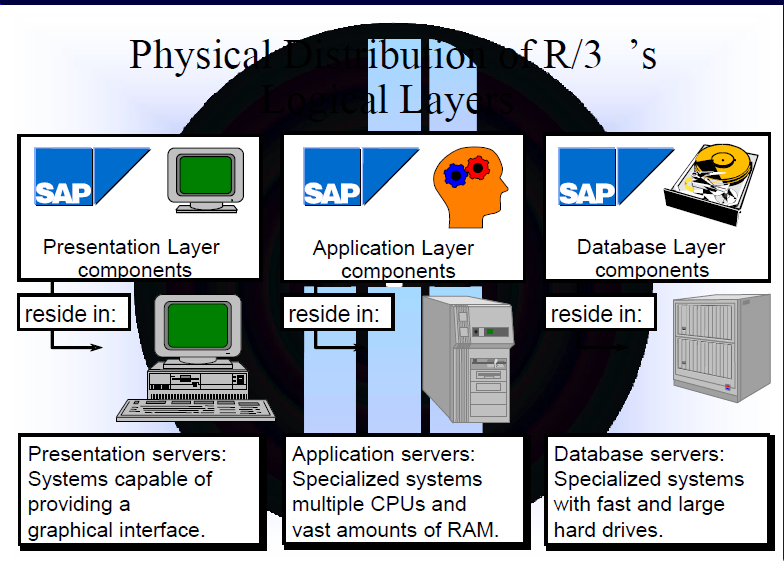 Physical Distribution of R/3 ’s
Logical Layers
SAP
Presentation Layer
components
SAP
Application Layer
components
SAP
Database Layer
components
reside in:
reside in:
reside in:
Presentation servers:
Systems capable of
providing a
graphical interface.
Application servers:
Specialized systems
multiple CPUs and
vast amounts of RAM.
Database servers:
Specialized systems
with fast and large
hard drives.